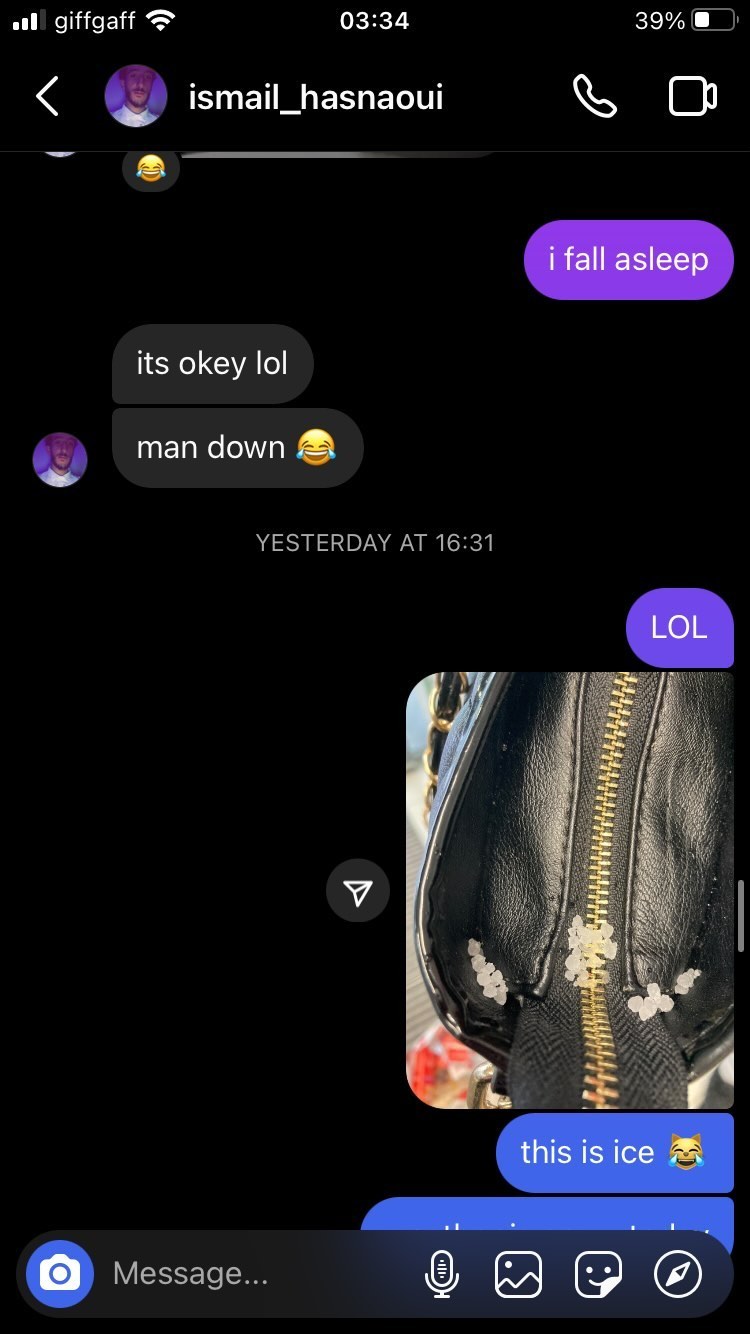 giffgaff 03:34 39%
ismail_hasnaoui
😂
i fall asleep
its okey lol
man down 😂
YESTERDAY AT 16:31
LOL
this is ice 😹
Message...